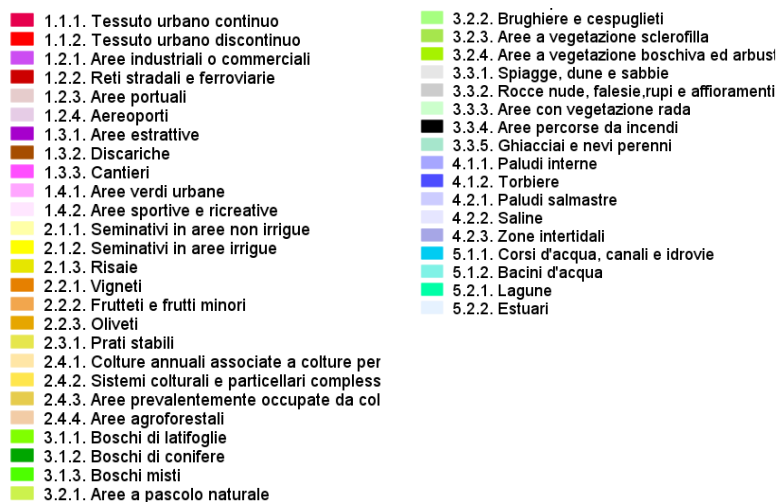 1.1.1. Tessuto urbano continuo
1.1.2. Tessuto urbano discontinuo
1.2.1. Aree industriali o commerciali
1.2.2. Reti stradali e ferroviarie
1.2.3. Aree portuali
1.2.4. Aereoporti
1.3.1. Aree estrattive
1.3.2. Discariche
1.3.3. Cantieri
1.4.1. Aree verdi urbane
1.4.2. Aree sportive e ricreative
2.1.1. Seminativi in aree non irrigue
2.1.2. Seminativi in aree irrigue
2.1.3. Risaie
2.2.1. Vigneti
2.2.2. Frutteti e frutti minori
2.2.3. Oliveti
2.3.1. Prati stabili
2.4.1. Colture annuali associate a colture per
2.4.2. Sistemi colturali e particellari compless
2.4.3. Aree prevalentemente occupate da col
2.4.4. Aree agroforestali
3.1.1. Boschi di latifoglie
3.1.2. Boschi di conifere
3.1.3. Boschi misti
3.2.1. Aree a pascolo naturale
3.2.2. Brughiere e cespuglieti
3.2.3. Aree a vegetazione sclerofilla
3.2.4. Aree a vegetazione boschiva ed arbust
3.3.1. Spiagge, dune e sabbie
3.3.2. Rocce nude, falesie,rupi e affioramenti
3.3.3. Aree con vegetazione rada
3.3.4. Aree percorse da incendi
3.3.5. Ghiacciai e nevi perenni
4.1.1. Paludi interne
4.1.2. Torbiere
4.2.1. Paludi salmastre
4.2.2. Saline
4.2.3. Zone intertidali
5.1.1. Corsi d'acqua, canali e idrovie
5.1.2. Bacini d'acqua
5.2.1. Lagune
5.2.2. Estuari